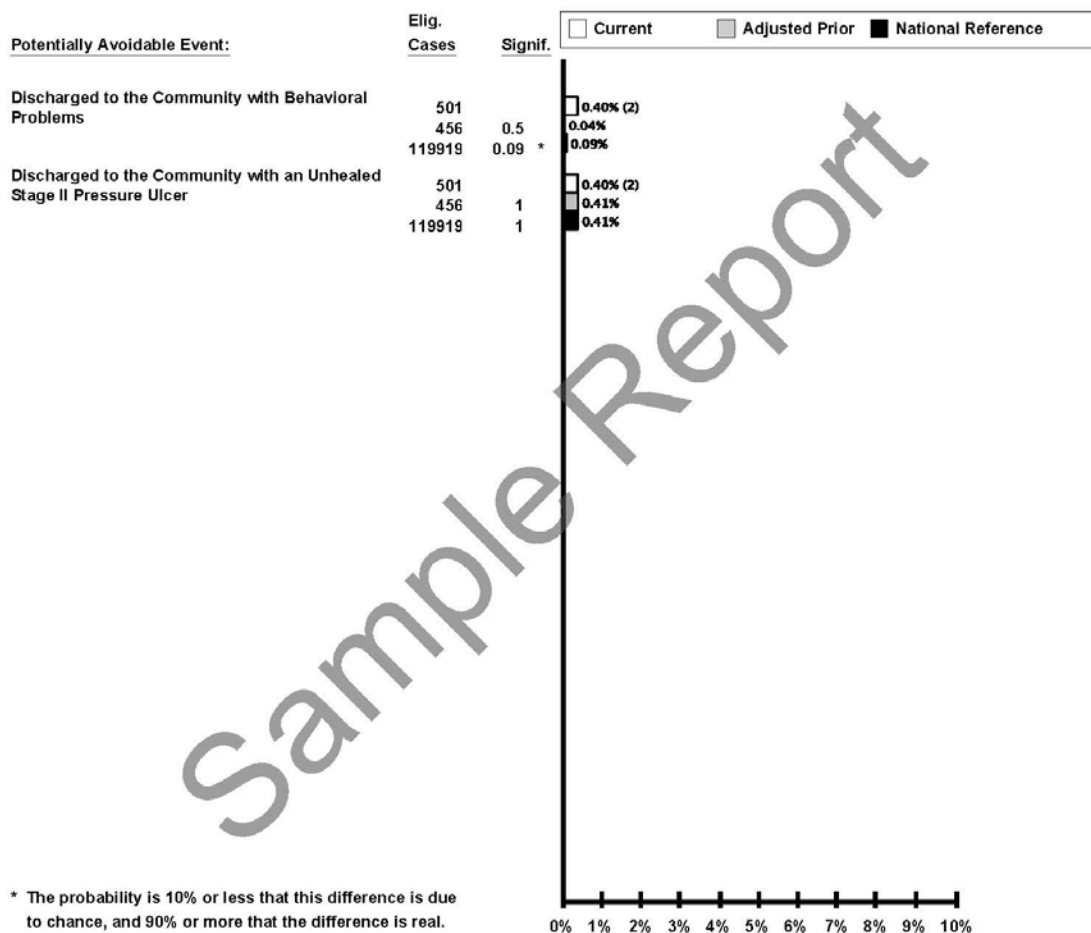 Elig.
Potentially Avoidable Event: Cases Signif.
Current Adjusted Prior National Reference
Discharged to the Community with Behavioral
Problems
501 0.40% (2)
456 0.5 0.04%
119919 0.09 * 0.09%
Discharged to the Community with an Unhealed
Stage II Pressure Ulcer
501 0.40% (2)
456 1 0.41%
119919 1 0.41%
Sample Report
* The probability is 10% or less that this difference is due
to chance, and 90% or more that the difference is real.
0% 1% 2% 3% 4% 5% 6% 7% 8% 9% 10%